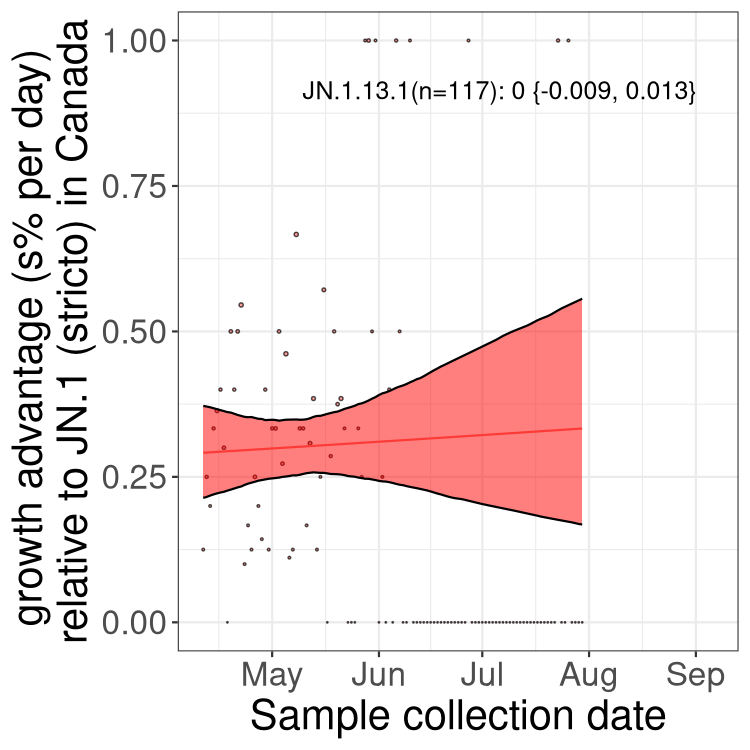 growth advantage (s% per day)
relative to JN.1 (stricto) in Canada
1.00
0.75
0.50
0.25
0.00
JN.1.13.1(n=117): 0 {-0.009, 0.013}
May Jun Jul Aug Sep
Sample collection date